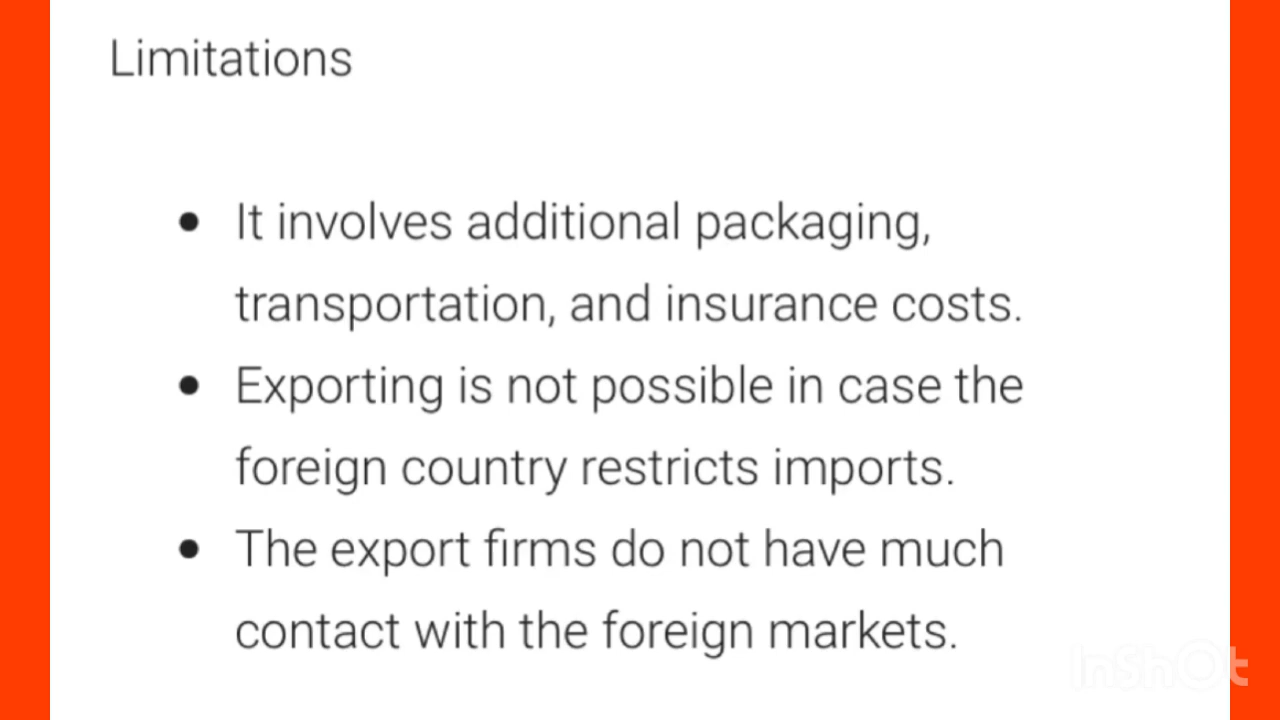 Limitations
• It involves additional packaging,
transportation, and insurance costs.
• Exporting is not possible in case the
foreign country restricts imports.
• The export firms do not have much
contact with the foreign markets.
InShOt